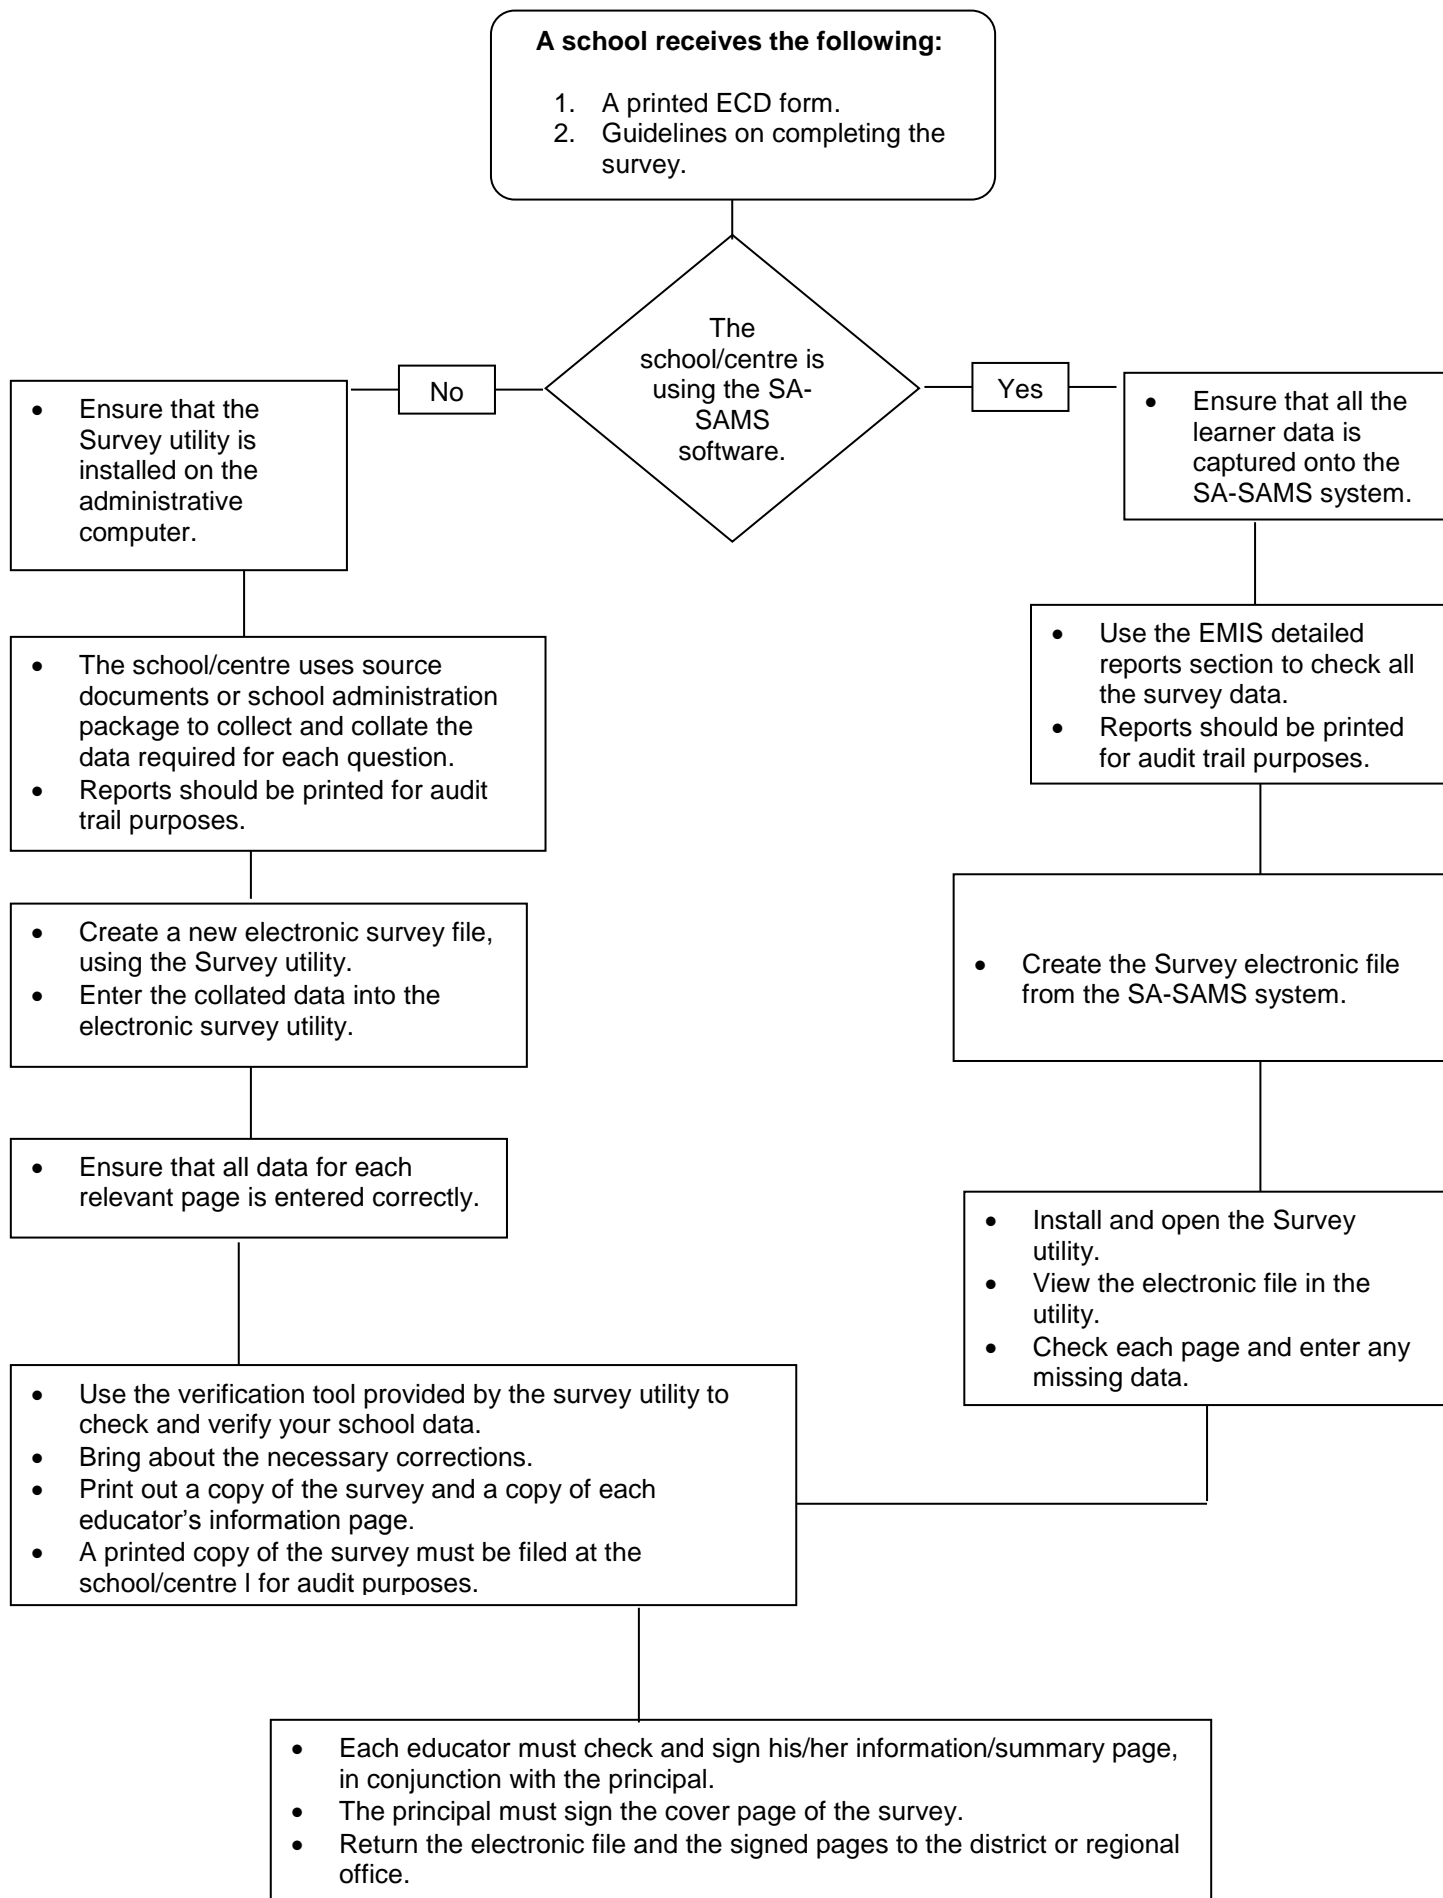 A school receives the following:
1. A printed ECD form.
2. Guidelines on completing the
survey.
The
school/centre is
using the SA-
SAMS
software.
No
Yes
• Ensure that the
Survey utility is
installed on the
administrative
computer.
• Ensure that all the
learner data is
captured onto the
SA-SAMS system.
• The school/centre uses source
documents or school administration
package to collect and collate the
data required for each question.
• Reports should be printed for audit
trail purposes.
• Use the EMIS detailed
reports section to check all
the survey data.
• Reports should be printed
for audit trail purposes.
• Create a new electronic survey file,
using the Survey utility.
• Enter the collated data into the
electronic survey utility.
• Create the Survey electronic file
from the SA-SAMS system.
• Ensure that all data for each
relevant page is entered correctly.
• Install and open the Survey
utility.
• View the electronic file in the
utility.
• Check each page and enter any
missing data.
• Use the verification tool provided by the survey utility to
check and verify your school data.
• Bring about the necessary corrections.
• Print out a copy of the survey and a copy of each
educator’s information page.
• A printed copy of the survey must be filed at the
school/centre l for audit purposes.
• Each educator must check and sign his/her information/summary page,
in conjunction with the principal.
• The principal must sign the cover page of the survey.
• Return the electronic file and the signed pages to the district or regional
office.